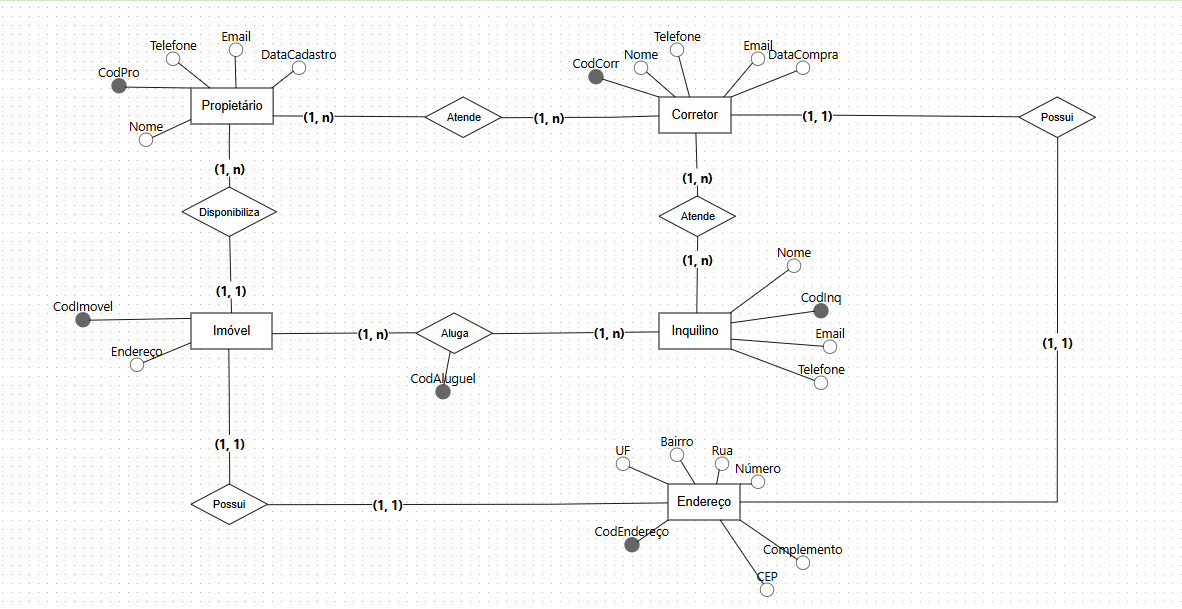 Email
Telefone
DataCadastro
CodPro
Propietário
Nome
(1, n)
Atende
(1, n)
Telefone
Nome
Email
DataCompra
CodCorr
Corretor
(1, 1)
Possui
(1, n)
Disponibiliza
(1, 1)
(1, n)
Atende
(1, n)
Nome
CodInq
Email
Telefone
CodImovel
Imóvel
Endereço
(1, n)
Aluga
(1, n)
Inquilino
CodAluguel
(1, 1)
(1, 1)
Possui
(1, 1)
UF
Bairro
Rua
Número
Endereço
CodEndereço
Complemento
CEP